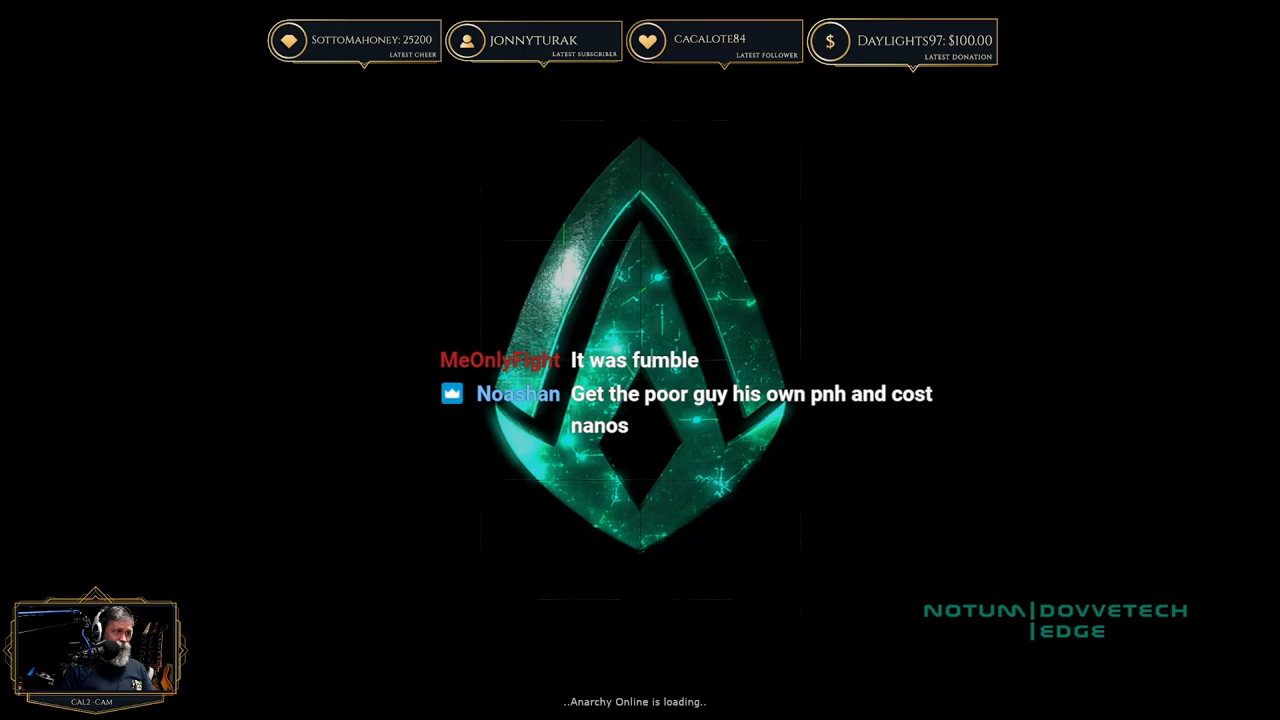 SOTTOMAHONEY: 25200
LATEST CHEER
JONNYTURAK
LATEST SUBSCRIBER
CACALOTE84
LATEST FOLLOWER
$
DAYLIGHTS97: $100.00
LATEST DONATION
MeOnlyFight It was fumble
Noashan Get the poor guy his own pnh and cost
nanos
NOTUM|DOVVETECH
|EDGE
CAL2 CAM
..Anarchy Online is loading..